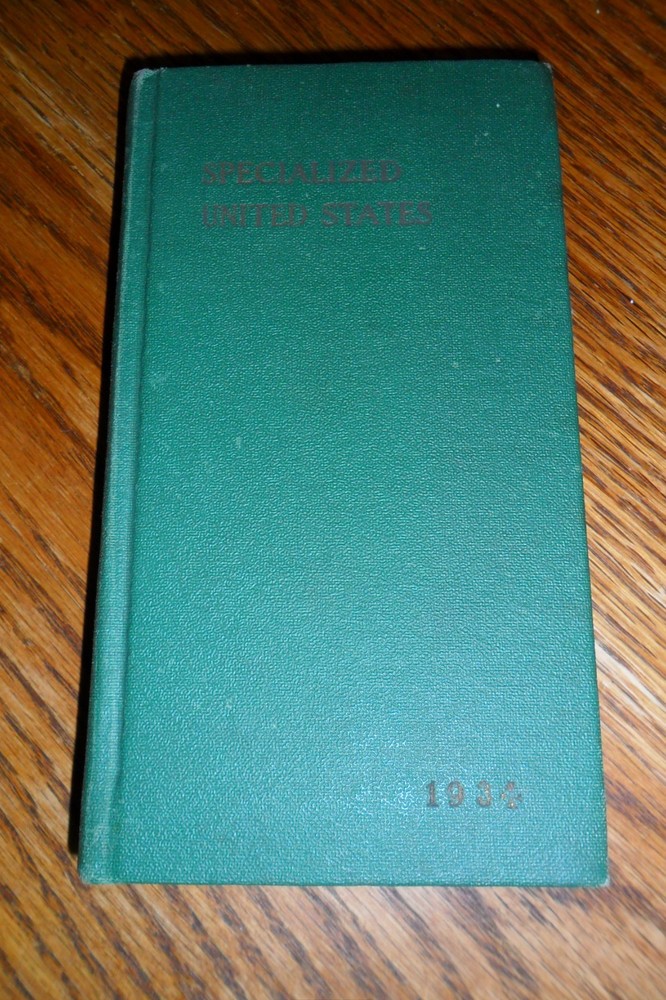 SPECIALIZED
UNITED STATES
1934